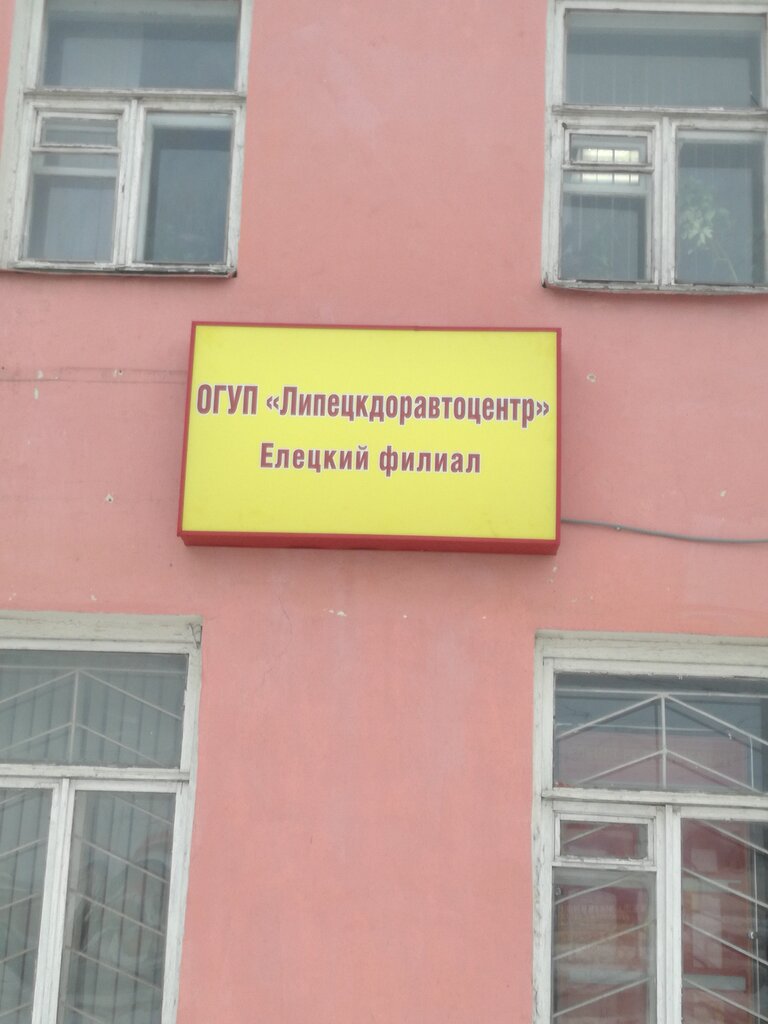 ОГУП «Липецкдоравтоцентр»
Елецкий филиал